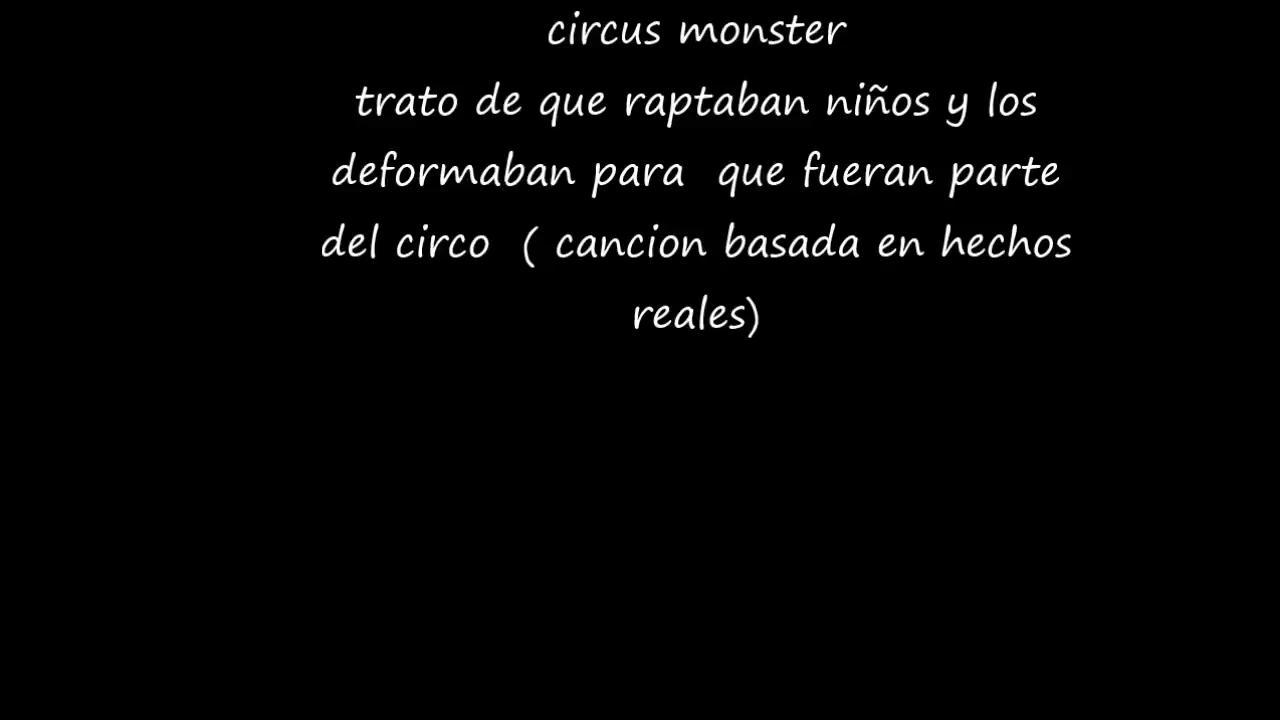 circus monster
trato de que raptaban niños y los
deformaban para que fueran parte
del circo ( cancion basada en hechos
reales)